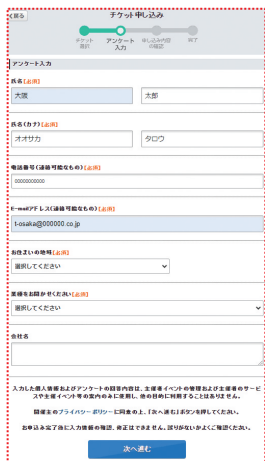 く戻る
チケット申し込み
チケット
選択
アンケート
入力
申し込み内容
の確認
完了
アンケート入力
氏名[必須]
大阪
太郎
氏名(カナ)[必須]
オオサカ
タロウ
電話番号(連絡可能なもの)[必須]
00000000000
E-mailアドレス(連絡可能なもの)[必須]
t-osaka@000000.co.jp
お住まいの地域[必須]
選択してください
業種をお聞かせください[必須]
選択してください
会社名
入力した個人情報およびアンケートの回答内容は、主催者イベントの管理および主催者のサービ
スや主催イベント等の案内のみに使用し、他の目的に利用することはありません。
開催主のプライバシー ポリシーに同意の上、「次へ進む」ボタンを押してください。
お申込み完了後に入力情報の確認、修正はできません。誤りがないかよくご確認ください。
次へ進む